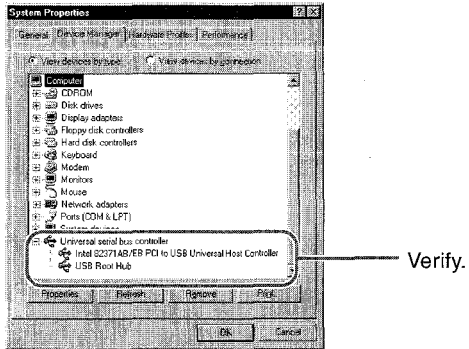 System Properties
General Device Manager Hardware Profiles Performance
View devices by type View devices by connection
Computer
CDROM
Disk drives
Display adapters
Floppy disk controllers
Hard disk controllers
Keyboard
Modem
Monitors
Mouse
Network adapters
Ports (COM & LPT)
System devices
Universal serial bus controller
Intel 82371AB/EB PCI to USB Universal Host Controller
USB Root Hub
Verify.
Properties Refresh Remove Print
OK Cancel